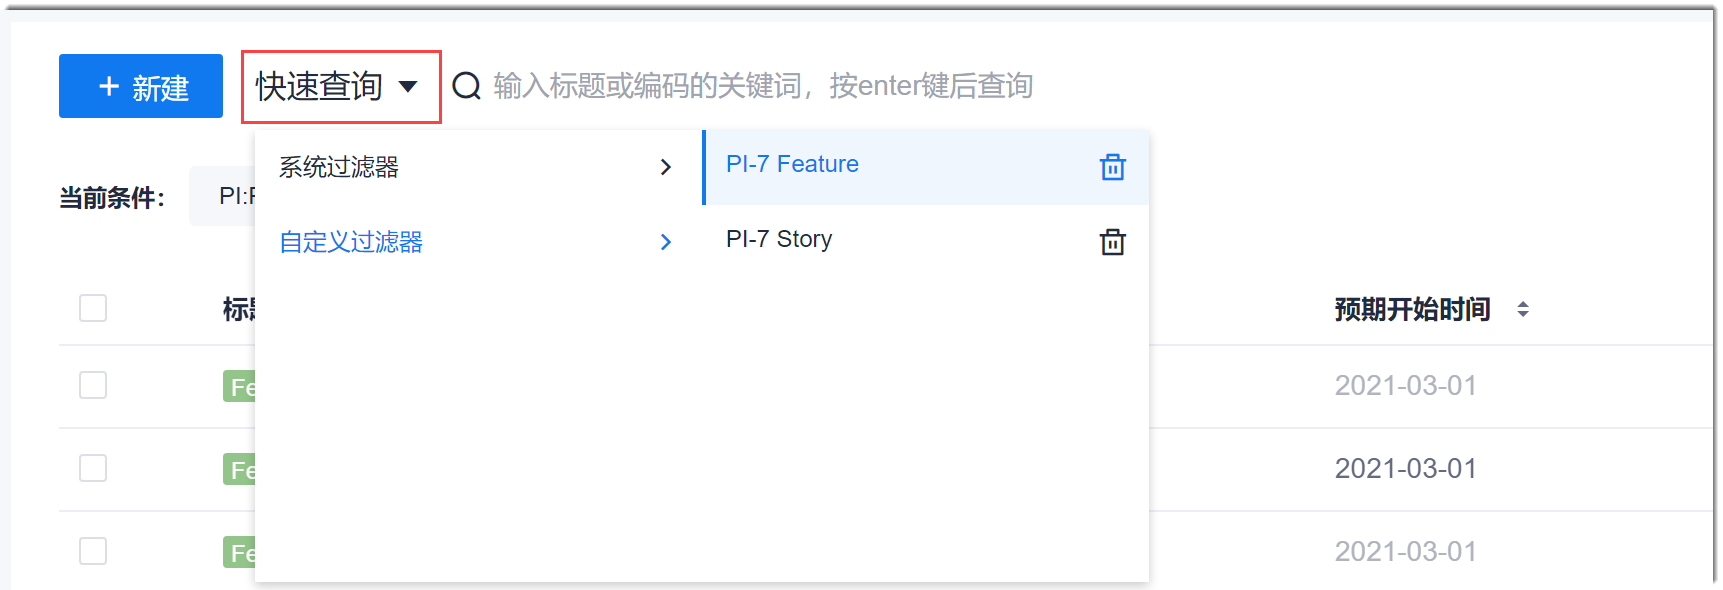 + 新建
快速查询
输入标题或编码的关键词，按enter键后查询
当前条件：
PI:
系统过滤器
自定义过滤器
PI-7 Feature
PI-7 Story
标
预期开始时间
Fe
2021-03-01
Fe
2021-03-01
Fe
2021-03-01